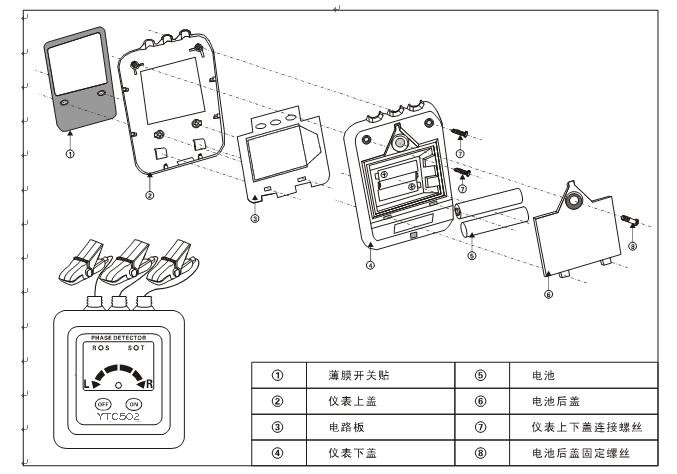 ①
②
③
④
⑤
⑥
⑦
⑦
⑧
PHASE DETECTOR
ROS SOT
L R
OFF ON
YTC502
① 薄膜开关贴 ⑤ 电池
② 仪表上盖 ⑥ 电池后盖
③ 电路板 ⑦ 仪表上下盖连接螺丝
④ 仪表下盖 ⑧ 电池后盖固定螺丝